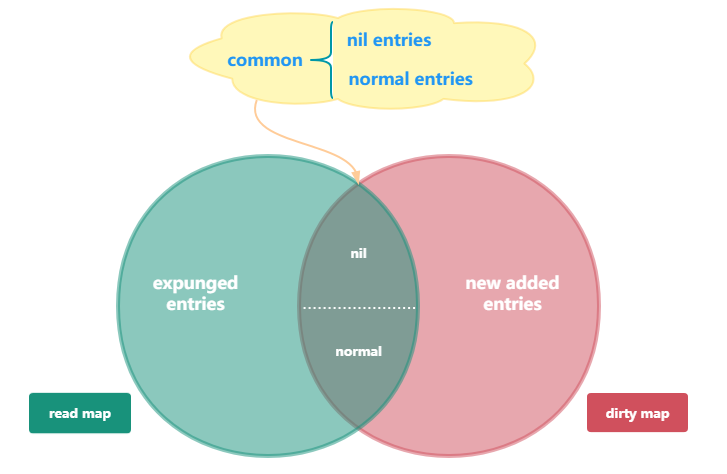 nil entries
common
normal entries
nil
expunged
entries
new added
entries
normal
read map
dirty map